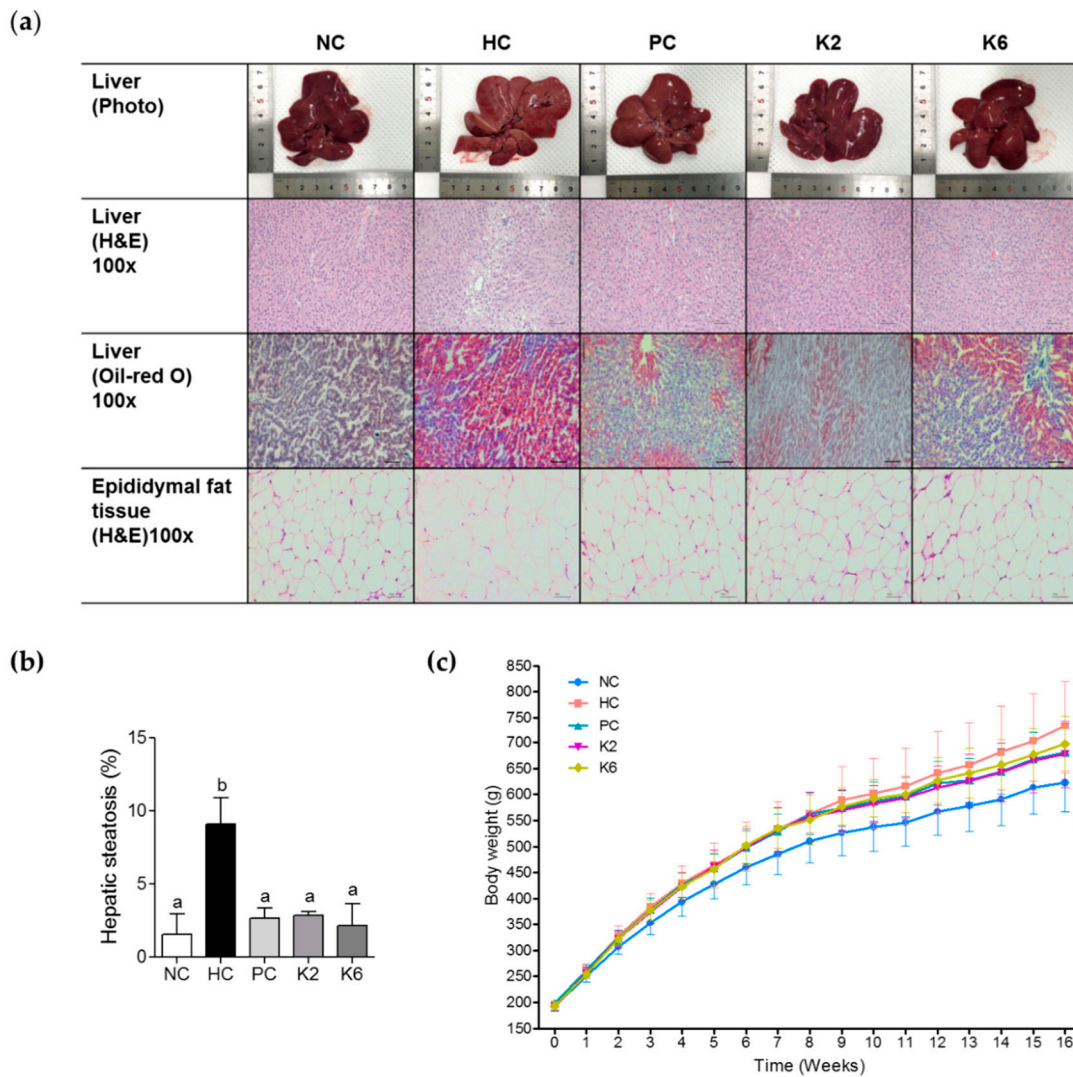 (a)
NC HC PC K2 K6
Liver
(Photo)
Liver
(H&E)
100x
Liver
(Oil-red O)
100x
Epididymal fat
tissue
(H&E)100x
(b)
15
10
5
0
Hepatic steatosis (%)
a b a a a
NC HC PC K2 K6
(c)
850
800
750
700
650
600
550
500
450
400
350
300
250
200
150
Body weight (g)
NC
HC
PC
K2
K6
0 1 2 3 4 5 6 7 8 9 10 11 12 13 14 15 16
Time (Weeks)